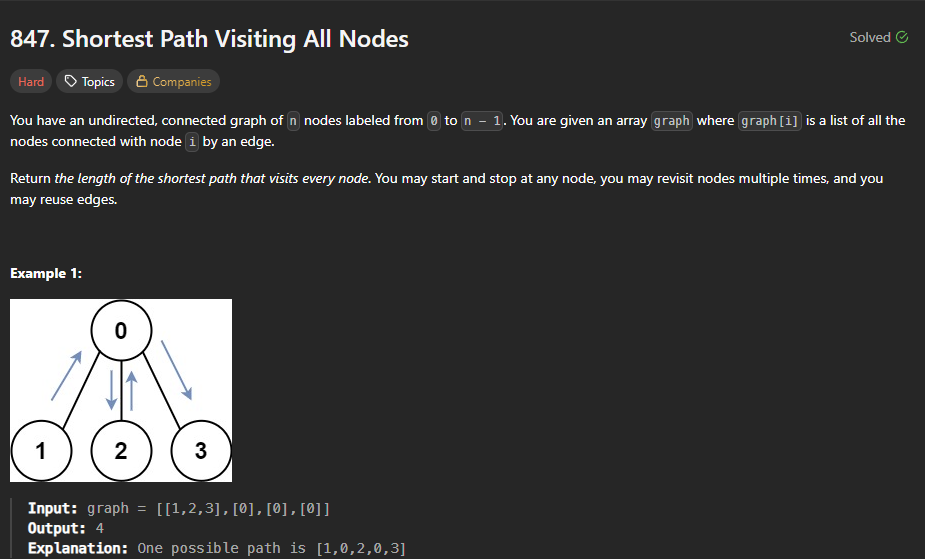 847. Shortest Path Visiting All Nodes
Solved
Hard Topics Companies
You have an undirected, connected graph of n nodes labeled from 0 to n - 1. You are given an array graph where graph[i] is a list of all the
nodes connected with node i by an edge.
Return the length of the shortest path that visits every node. You may start and stop at any node, you may revisit nodes multiple times, and you
may reuse edges.
Example 1:
0
1 2 3
Input: graph = [[1,2,3],[0],[0],[0]]
Output: 4
Explanation: One possible path is [1,0,2,0,3]